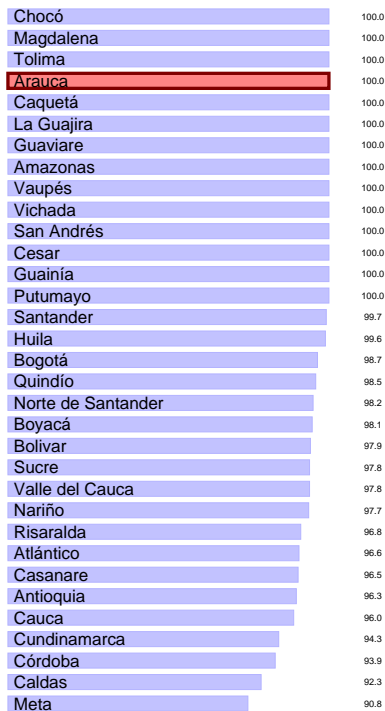 Chocó 100.0
Magdalena 100.0
Tolima 100.0
Arauca 100.0
Caquetá 100.0
La Guajira 100.0
Guaviare 100.0
Amazonas 100.0
Vaupés 100.0
Vichada 100.0
San Andrés 100.0
Cesar 100.0
Guainía 100.0
Putumayo 100.0
Santander 99.7
Huila 99.6
Bogotá 98.7
Quindío 98.5
Norte de Santander 98.2
Boyacá 98.1
Bolivar 97.9
Sucre 97.8
Valle del Cauca 97.8
Nariño 97.7
Risaralda 96.8
Atlántico 96.6
Casanare 96.5
Antioquia 96.3
Cauca 96.0
Cundinamarca 94.3
Córdoba 93.9
Caldas 92.3
Meta 90.8